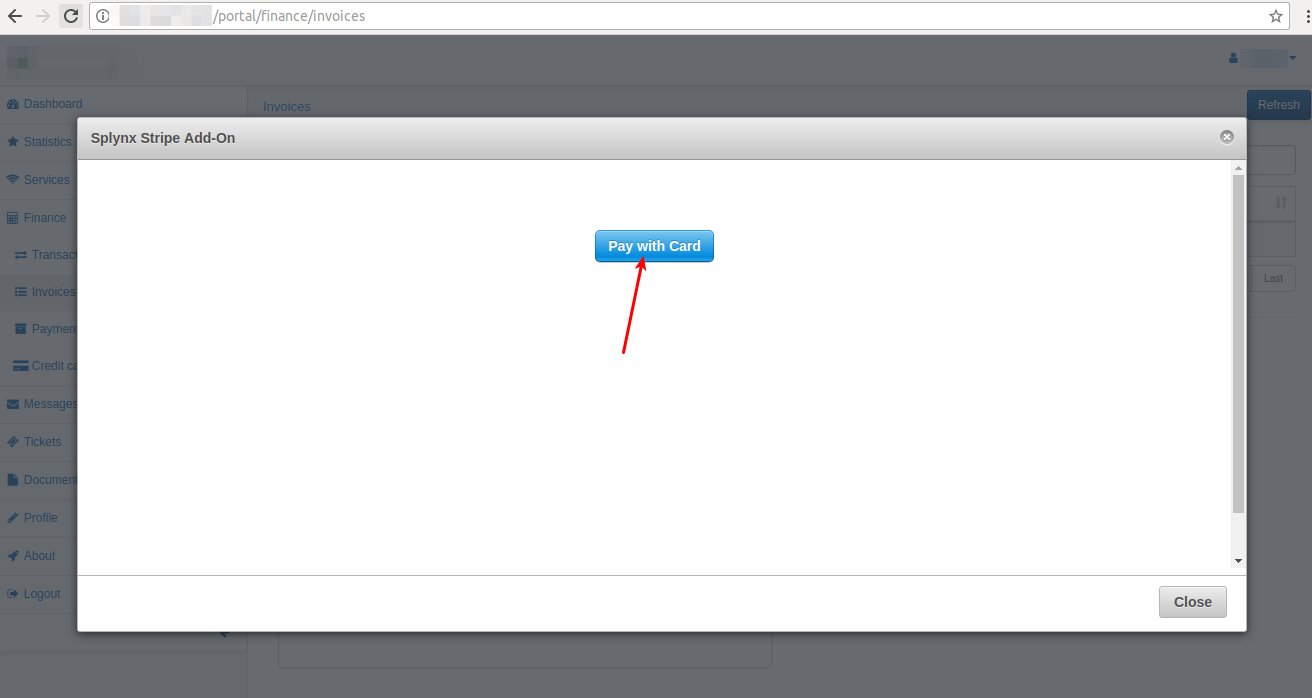 /portal/finance/invoices
Dashboard
Invoices
Refresh
Splynx Stripe Add-On
Statistics
Services
Finance
Transact
Invoices
Paymen
Credit ca
Messages
Tickets
Document
Profile
About
Logout
Pay with Card
Last
Close